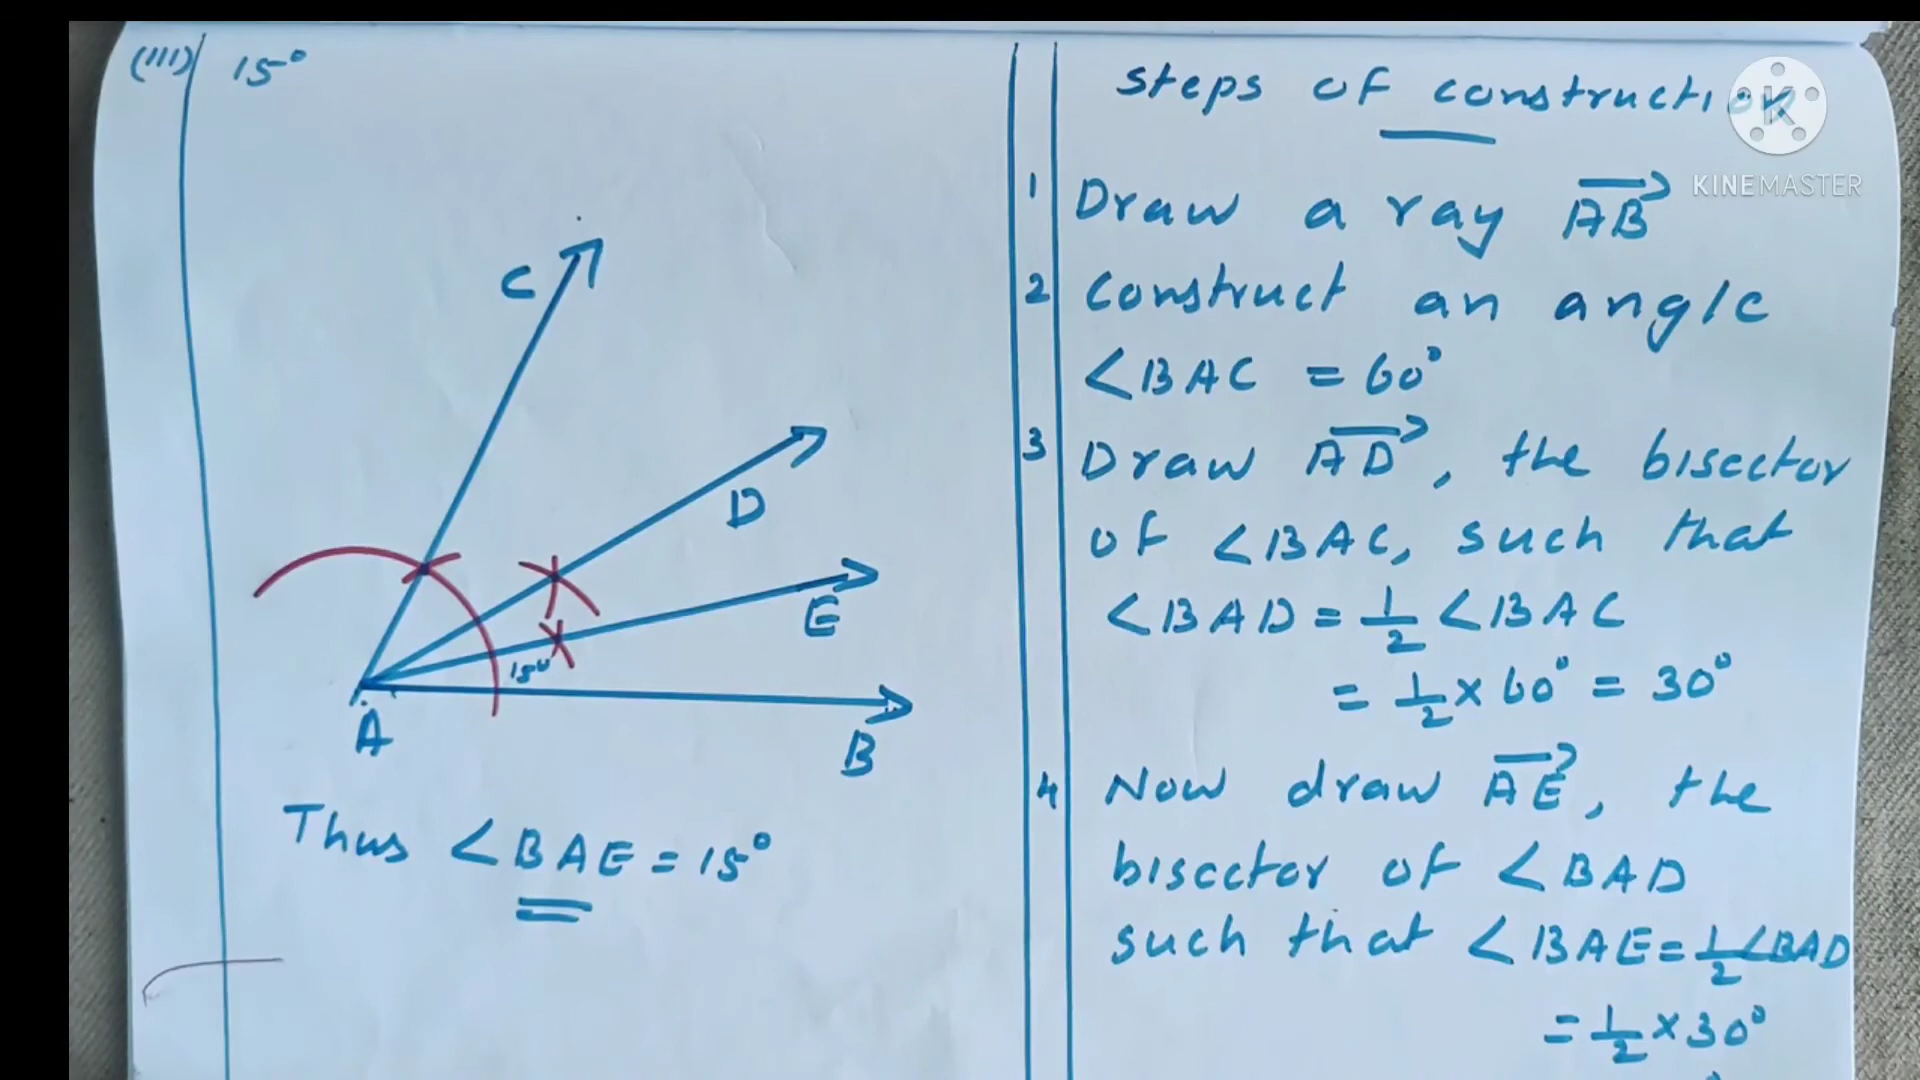 (III) 15°
C
D
E
15°
A
B
Thus ∠BAE = 15°
steps of construction
1 Draw a ray AB
2 Construct an angle
∠BAC = 60°
3 Draw AD, the bisector
of ∠BAC, such that
∠BAD = 1/2 ∠BAC
= 1/2 × 60° = 30°
4 Now draw AE, the
bisector of ∠BAD
such that ∠BAE = 1/2 ∠BAD
= 1/2 × 30°
K
KINEMASTER